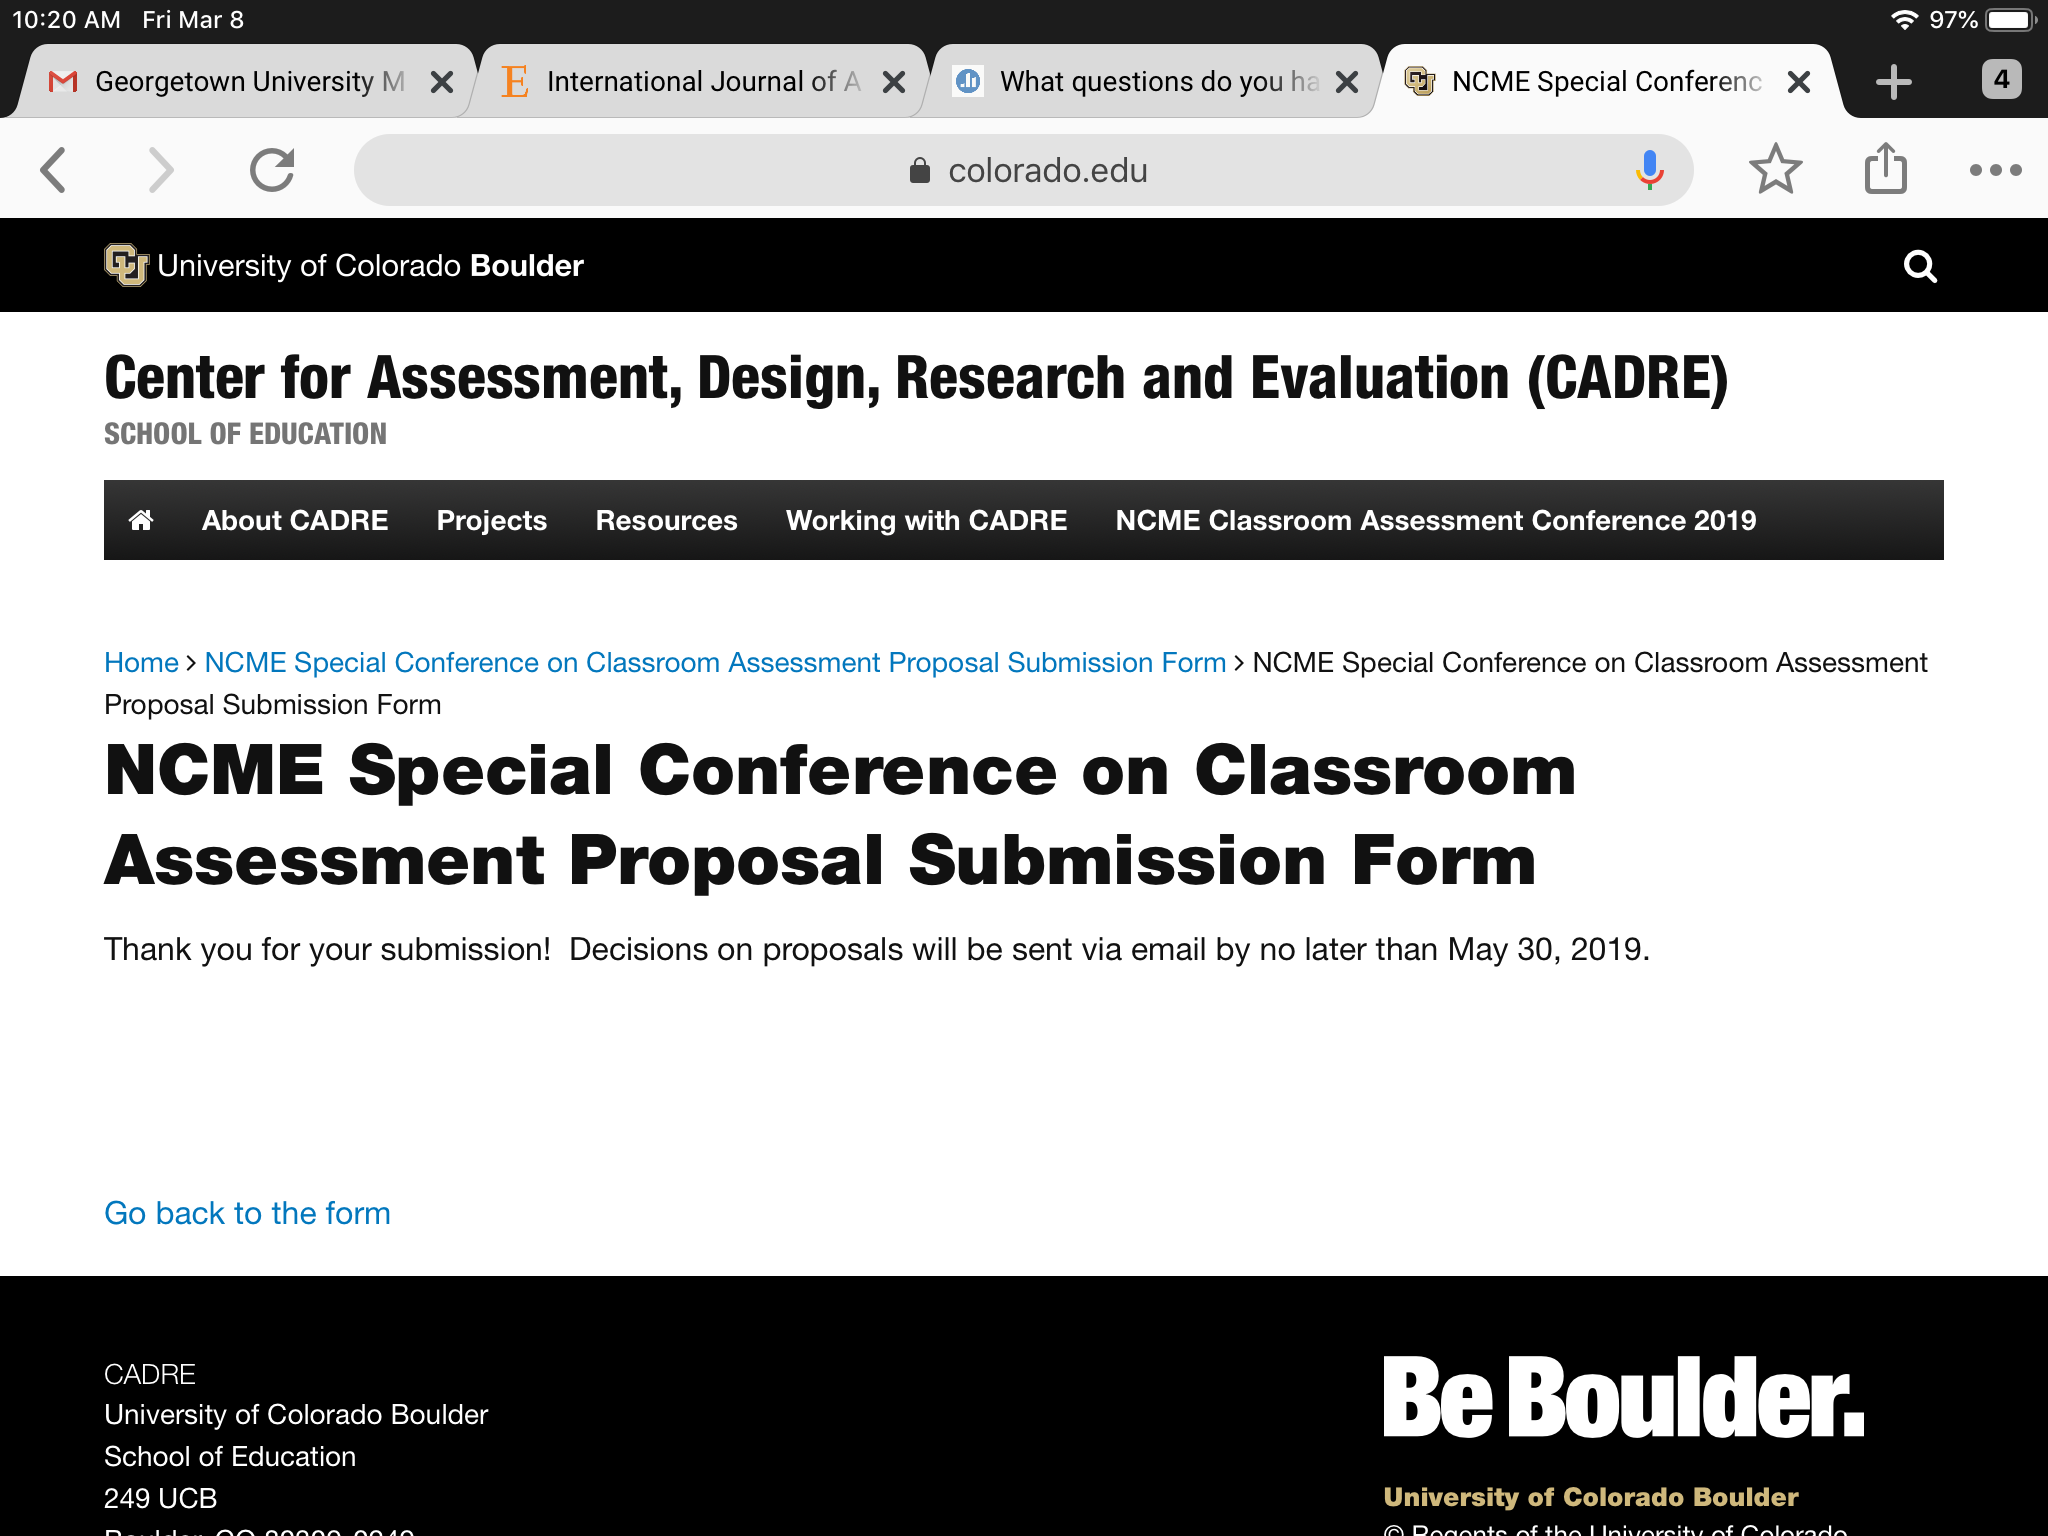 10:20 AM Fri Mar 8
97%
Georgetown University M
International Journal of A
What questions do you ha
NCME Special Conferenc
4
colorado.edu
University of Colorado Boulder
Center for Assessment, Design, Research and Evaluation (CADRE)
SCHOOL OF EDUCATION
About CADRE Projects Resources Working with CADRE NCME Classroom Assessment Conference 2019
Home > NCME Special Conference on Classroom Assessment Proposal Submission Form > NCME Special Conference on Classroom Assessment
Proposal Submission Form
NCME Special Conference on Classroom
Assessment Proposal Submission Form
Thank you for your submission!  Decisions on proposals will be sent via email by no later than May 30, 2019.
Go back to the form
CADRE
University of Colorado Boulder
School of Education
249 UCB
Be Boulder.
University of Colorado Boulder
© Regents of the University of Colorado